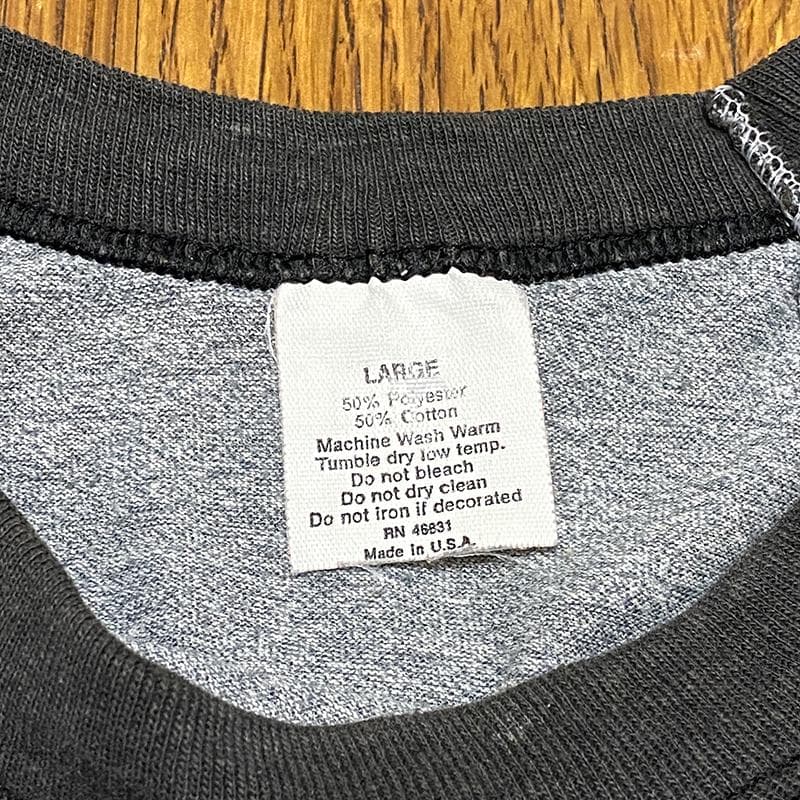 LARGE
50% Polyester
50% Cotton
Machine Wash Warm
Tumble dry low temp.
Do not bleach
Do not dry clean
Do not iron if decorated
RN 46831
Made in U.S.A.